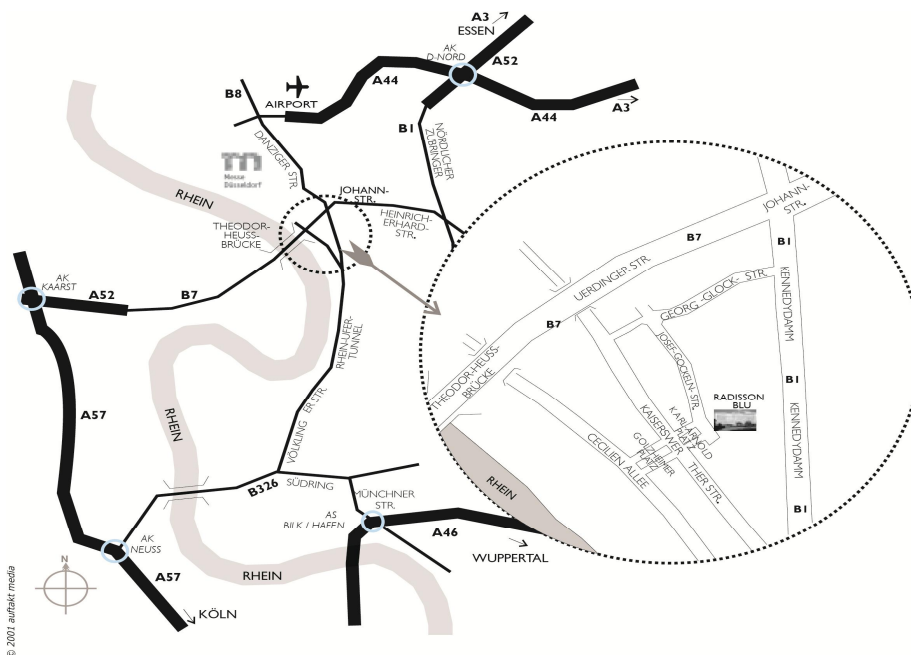 A3
ESSEN
AK
D-NORD
A52
A44
B8
AIRPORT
A44
A3
B1
NÖRDLICHER
ZUBRINGER
DANZIGER STR.
Messe
Düsseldorf
RHEIN
JOHANN-
STR.
THEODOR-
HEUSS-
BRÜCKE
HEINRICH-
ERHARD-
STR.
AK
KAARST
A52
B7
RHEIN-UFER-
TUNNEL
A57
RHEIN
VÖLKLING ER STR.
B326
SÜDRING
MÜNCHNER
STR.
AS
BILK / HAFEN
A46
WUPPERTAL
AK
NEUSS
A57
RHEIN
N
KÖLN
© 2001 auftakt media
JOHANN-
STR.
B7
B1
UERDINGER-STR.
B7
KENNEDYDAMM
GEORG -GLOCK- STR.
JOSEF-GOCKELN-STR.
THEODOR-HEUSS-
BRÜCKE
B1
RADISSON
BLU
KAISERSWER THER STR.
KARL-ARNOLD
PLATZ
GOLZHEIMER
PLATZ
CECILIEN ALLEE
KENNEDYDAMM
B1
RHEIN